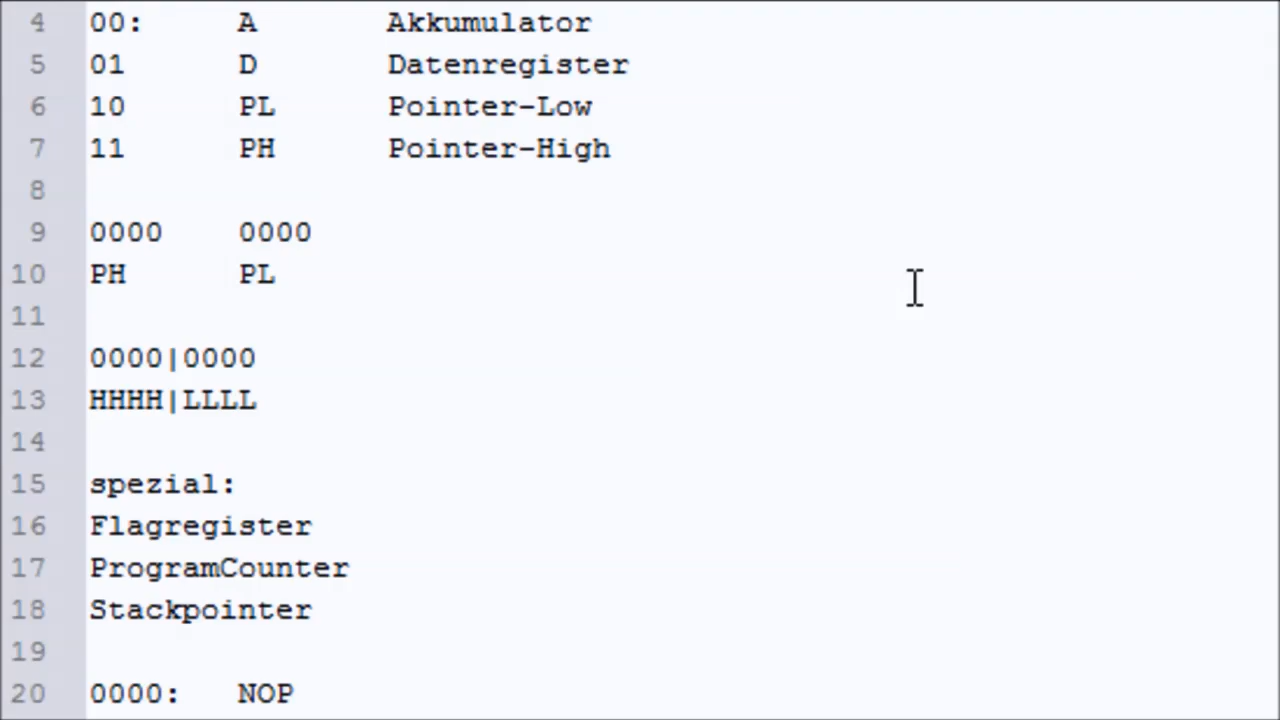 4 00: A Akkumulator
5 01 D Datenregister
6 10 PL Pointer-Low
7 11 PH Pointer-High
8
9 0000 0000
10 PH PL
11
12 0000|0000
13 HHHH|LLLL
14
15 spezial:
16 Flagregister
17 ProgramCounter
18 Stackpointer
19
20 0000: NOP